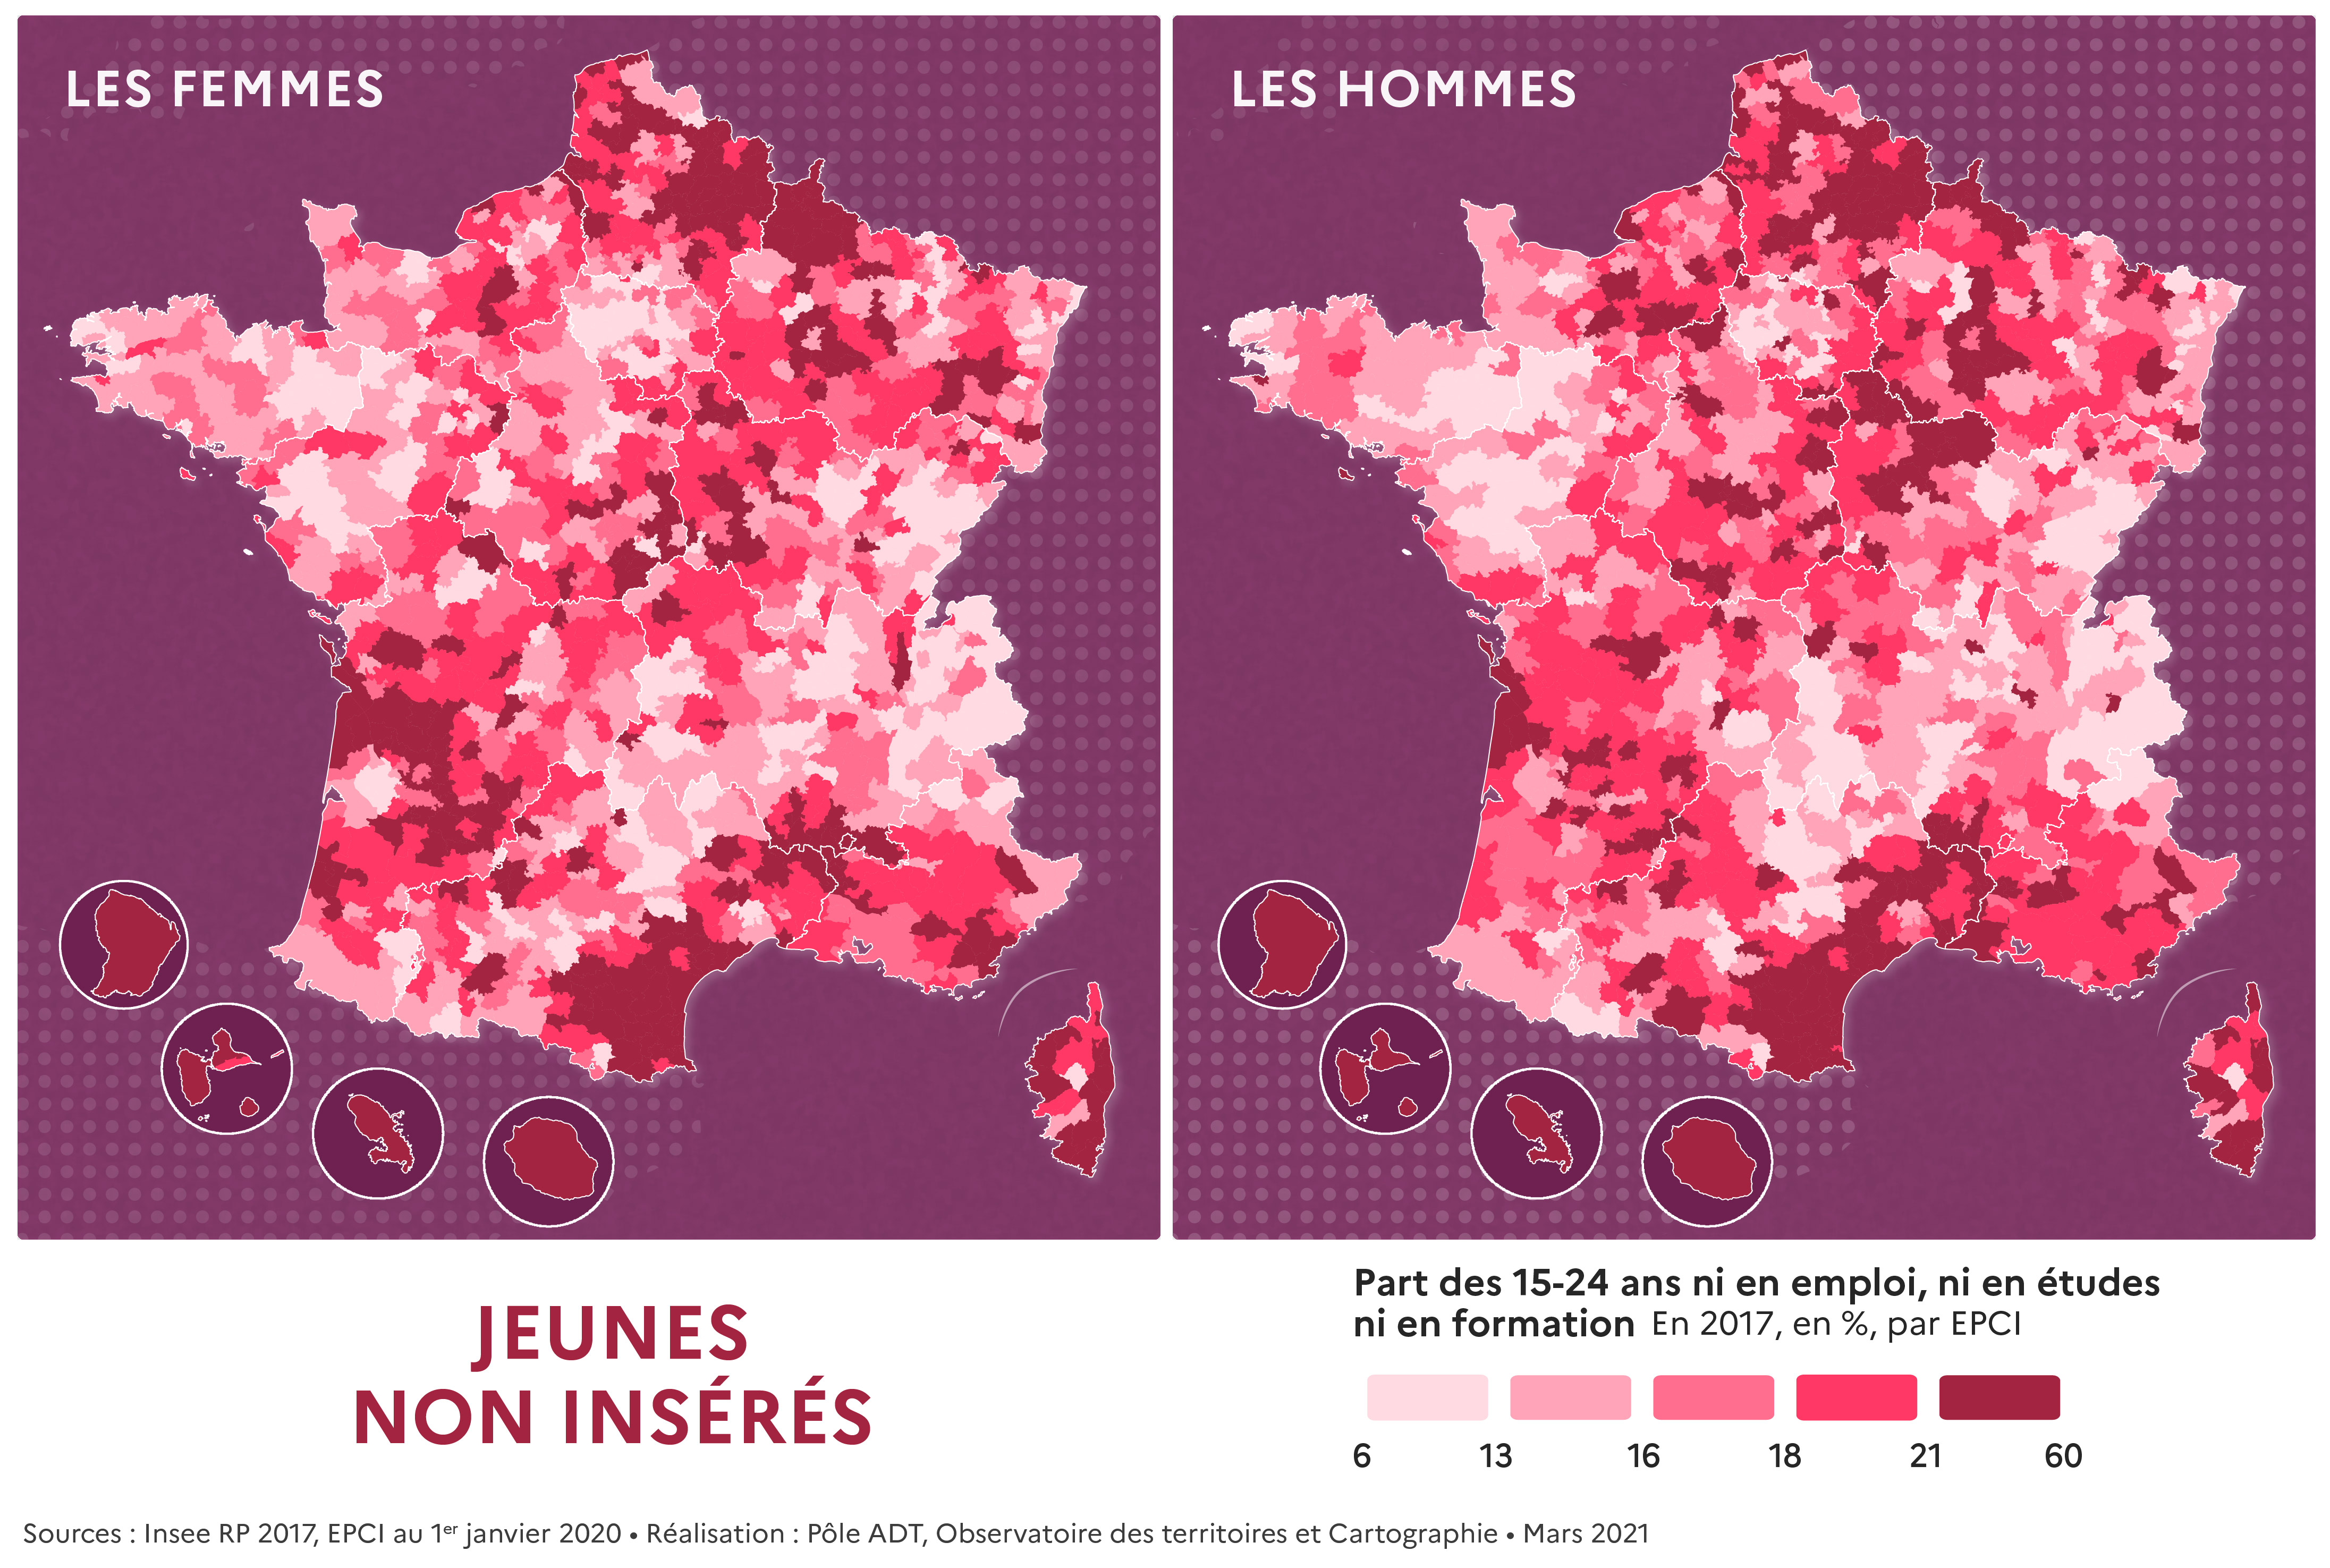 LES FEMMES
LES HOMMES
JEUNES
NON INSÉRÉS
Part des 15-24 ans ni en emploi, ni en études
ni en formation En 2017, en %, par EPCI
6 13 16 18 21 60
Sources : Insee RP 2017, EPCI au 1er janvier 2020 • Réalisation : Pôle ADT, Observatoire des territoires et Cartographie • Mars 2021